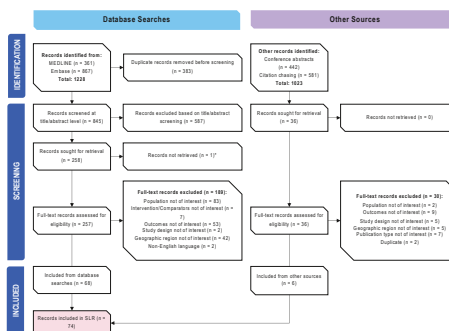 Database Searches
Other Sources
IDENTIFICATION
Records identified from:
MEDLINE (n = 361)
Embase (n = 867)
Total: 1228
Duplicate records removed before screening
(n = 383)
Other records identified:
Conference abstracts
(n = 442)
Citation chasing (n = 581)
Total: 1023
SCREENING
Records screened at
title/abstract level (n = 845)
Records excluded based on title/abstract
screening (n = 587)
Records sought for retrieval
(n = 36)
Records not retrieved (n = 0)
Records sought for retrieval
(n = 258)
Records not retrieved (n = 1)*
Full-text records assessed for
eligibility (n = 257)
Full-text records excluded (n = 189):
Population not of interest (n = 83)
Intervention/Comparators not of interest (n =
7)
Outcomes not of interest (n = 53)
Study design not of interest (n = 2)
Geographic region not of interest (n = 42)
Non-English language (n = 2)
Full-text records assessed for
eligibility (n = 36)
Full-text records excluded (n = 30):
Population not of interest (n = 2)
Outcomes not of interest (n = 9)
Study design not of interest (n = 5)
Geographic region not of interest (n = 5)
Publication type not of interest (n = 7)
Duplicate (n = 2)
INCLUDED
Included from database
searches (n = 68)
Included from other sources
(n = 6)
Records included in SLR (n =
74)